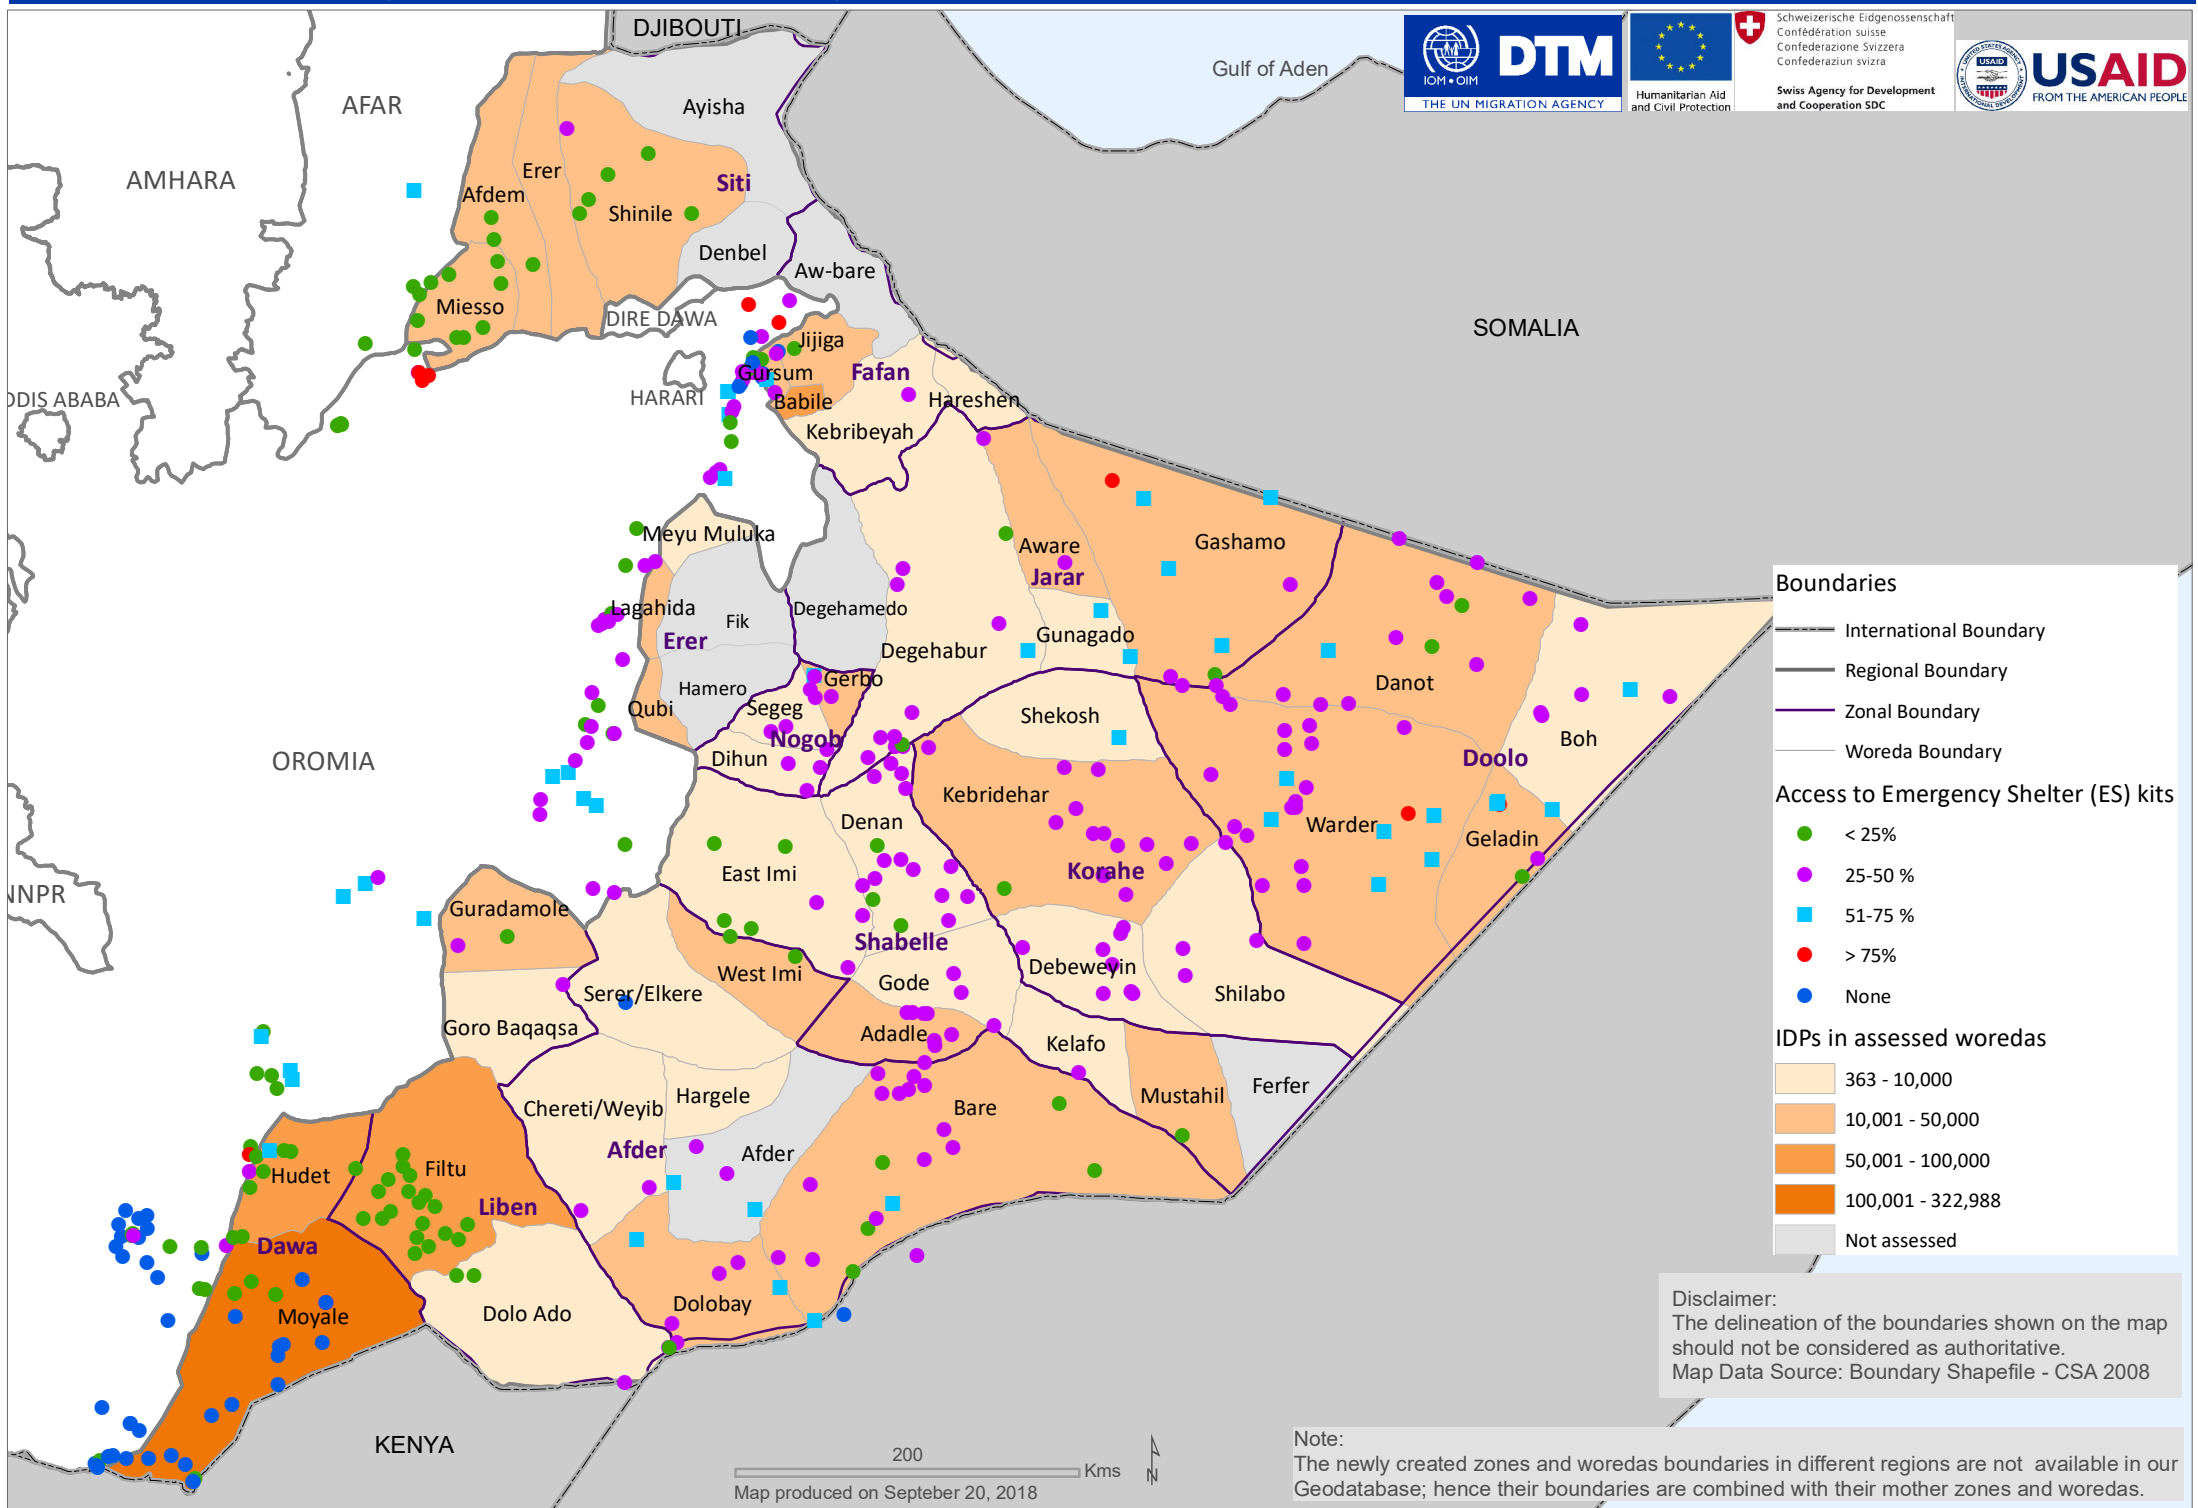 DJIBOUTI
Gulf of Aden
IOM • OIM
DTM
THE UN MIGRATION AGENCY
Humanitarian Aid
and Civil Protection
Schweizerische Eidgenossenschaft
Confédération suisse
Confederazione Svizzera
Confederaziun svizra
Swiss Agency for Development
and Cooperation SDC
USAID
FROM THE AMERICAN PEOPLE
AFAR
AMHARA
Ayisha
Erer
Afdem
Siti
Shinile
Denbel
Aw-bare
Miesso
DIRE DAWA
SOMALIA
Jijiga
Gursum
Fafan
HARARI
Babile
Hareshen
DDIS ABABA
Kebribeyah
Meyu Muluka
Aware
Gashamo
Jarar
Lagahida
Fik
Degehamedo
Erer
Gunagado
Degehabur
Hamero
Gerbo
Danot
Qubi
Segeg
Shekosh
Nogob
Boh
OROMIA
Dihun
Doolo
Kebridehar
Denan
Warder
Geladin
East Imi
Korahe
NNPR
Guradamole
Shabelle
West Imi
Debeweyin
Gode
Serer/Elkere
Shilabo
Goro Baqaqsa
Adadle
Kelafo
Ferfer
Mustahil
Hargele
Chereti/Weyib
Bare
Afder
Afder
Hudet
Filtu
Liben
Dawa
Moyale
Dolo Ado
Dolobay
KENYA
Boundaries
International Boundary
Regional Boundary
Zonal Boundary
Woreda Boundary
Access to Emergency Shelter (ES) kits
< 25%
25-50 %
51-75 %
> 75%
None
IDPs in assessed woredas
363 - 10,000
10,001 - 50,000
50,001 - 100,000
100,001 - 322,988
Not assessed
Disclaimer:
The delineation of the boundaries shown on the map
should not be considered as authoritative.
Map Data Source: Boundary Shapefile - CSA 2008
200
Kms
N
Map produced on Septeber 20, 2018
Note:
The newly created zones and woredas boundaries in different regions are not available in our
Geodatabase; hence their boundaries are combined with their mother zones and woredas.